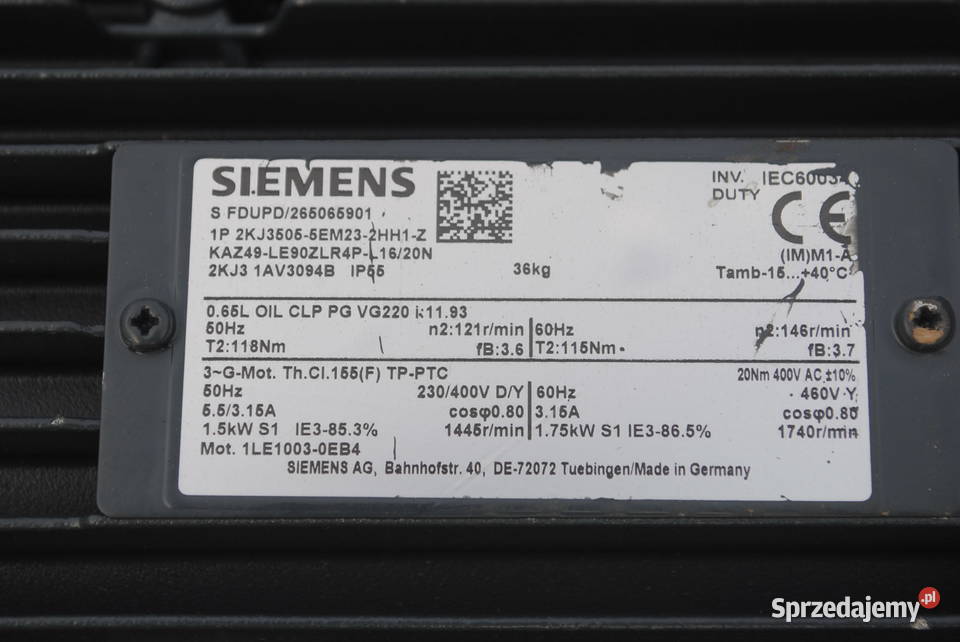 SIEMENS
S FDUPD/265065901
1P 2KJ3505-5EM23-2HH1-Z
KAZ49-LE90ZLR4P-L16/20N
2KJ3 1AV3094B IP55 36kg
INV. IEC60034
DUTY
CE
(IM)M1-A
Tamb-15...+40°C
0.65L OIL CLP PG VG220 i:11.93
50Hz n2:121r/min 60Hz n2:146r/min
T2:118Nm fB:3.6 T2:115Nm fB:3.7
3~G-Mot. Th.Cl.155(F) TP-PTC 20Nm 400V AC ±10%
50Hz 230/400V D/Y 60Hz 460V Y
5.5/3.15A cosφ0.80 3.15A cosφ0.80
1.5kW S1 IE3-85.3% 1445r/min 1.75kW S1 IE3-86.5% 1740r/min
Mot. 1LE1003-0EB4
SIEMENS AG, Bahnhofstr. 40, DE-72072 Tuebingen/Made in Germany
Sprzedajemy.pl